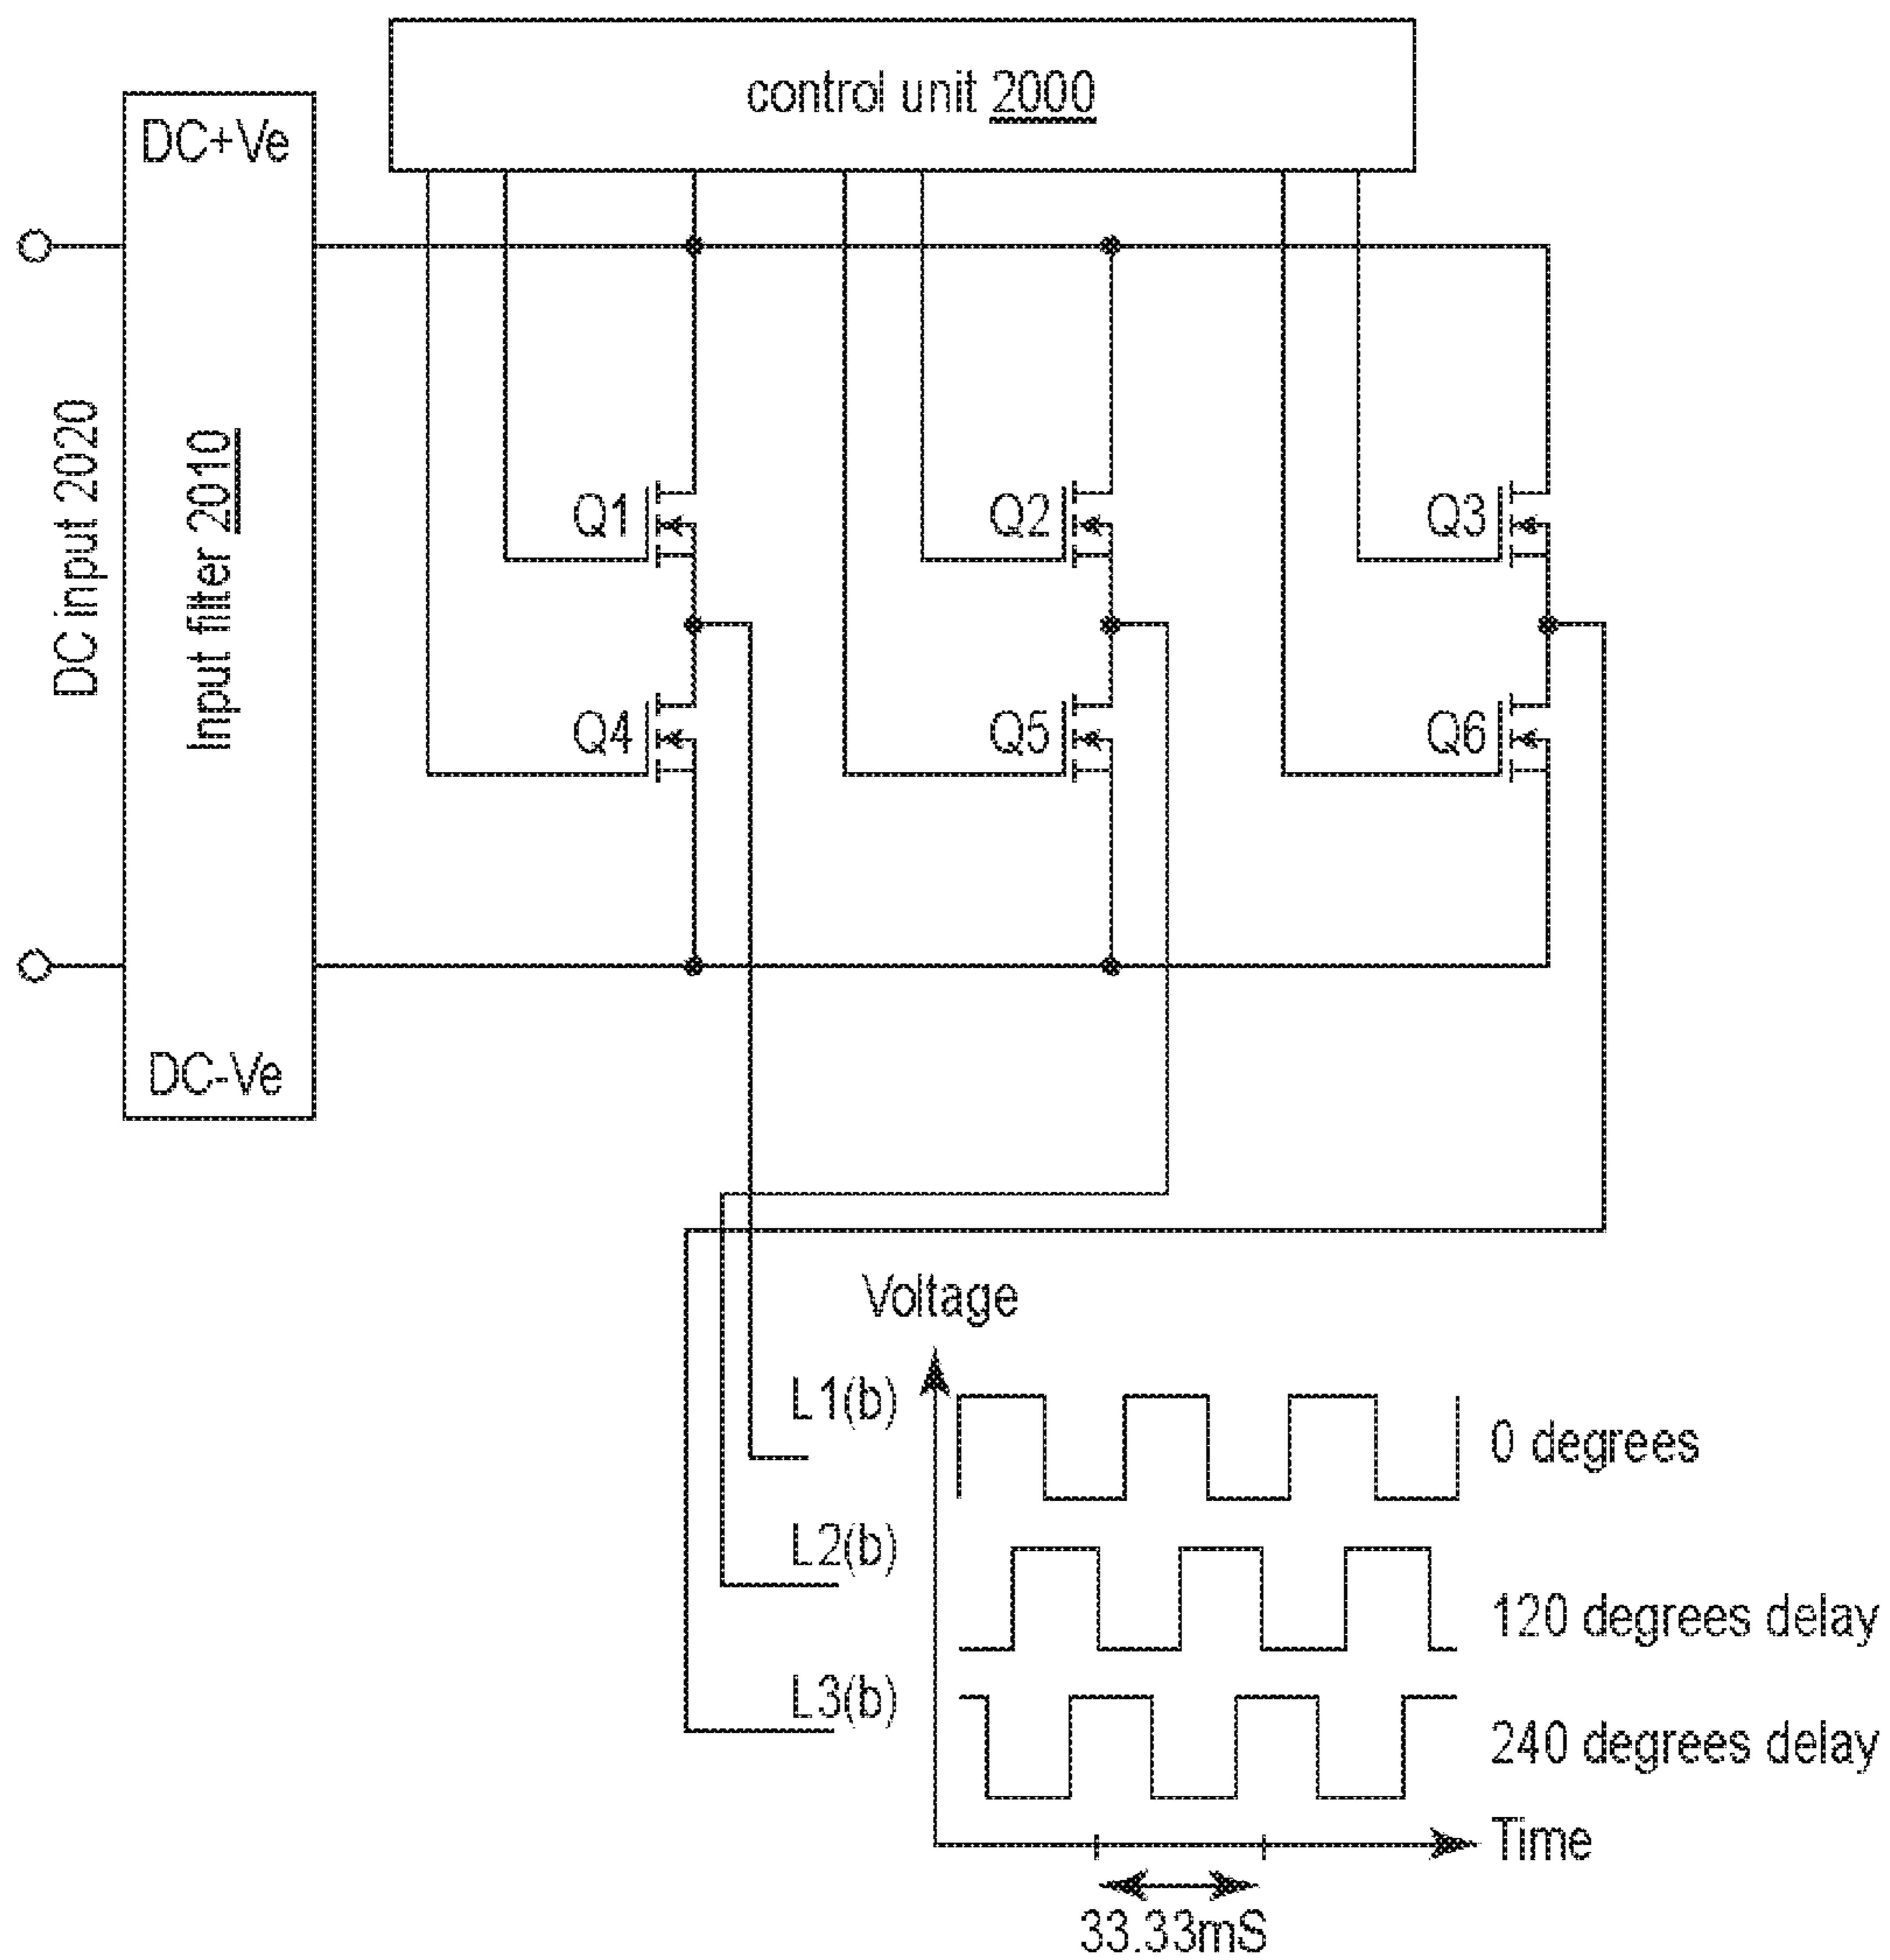 control unit 2000
DC+Ve
DC input 2020
Input filter 2010
Q1
Q2
Q3
Q4
Q5
Q6
DC-Ve
Voltage
L1(b)
0 degrees
L2(b)
120 degrees delay
L3(b)
240 degrees delay
Time
33.33mS